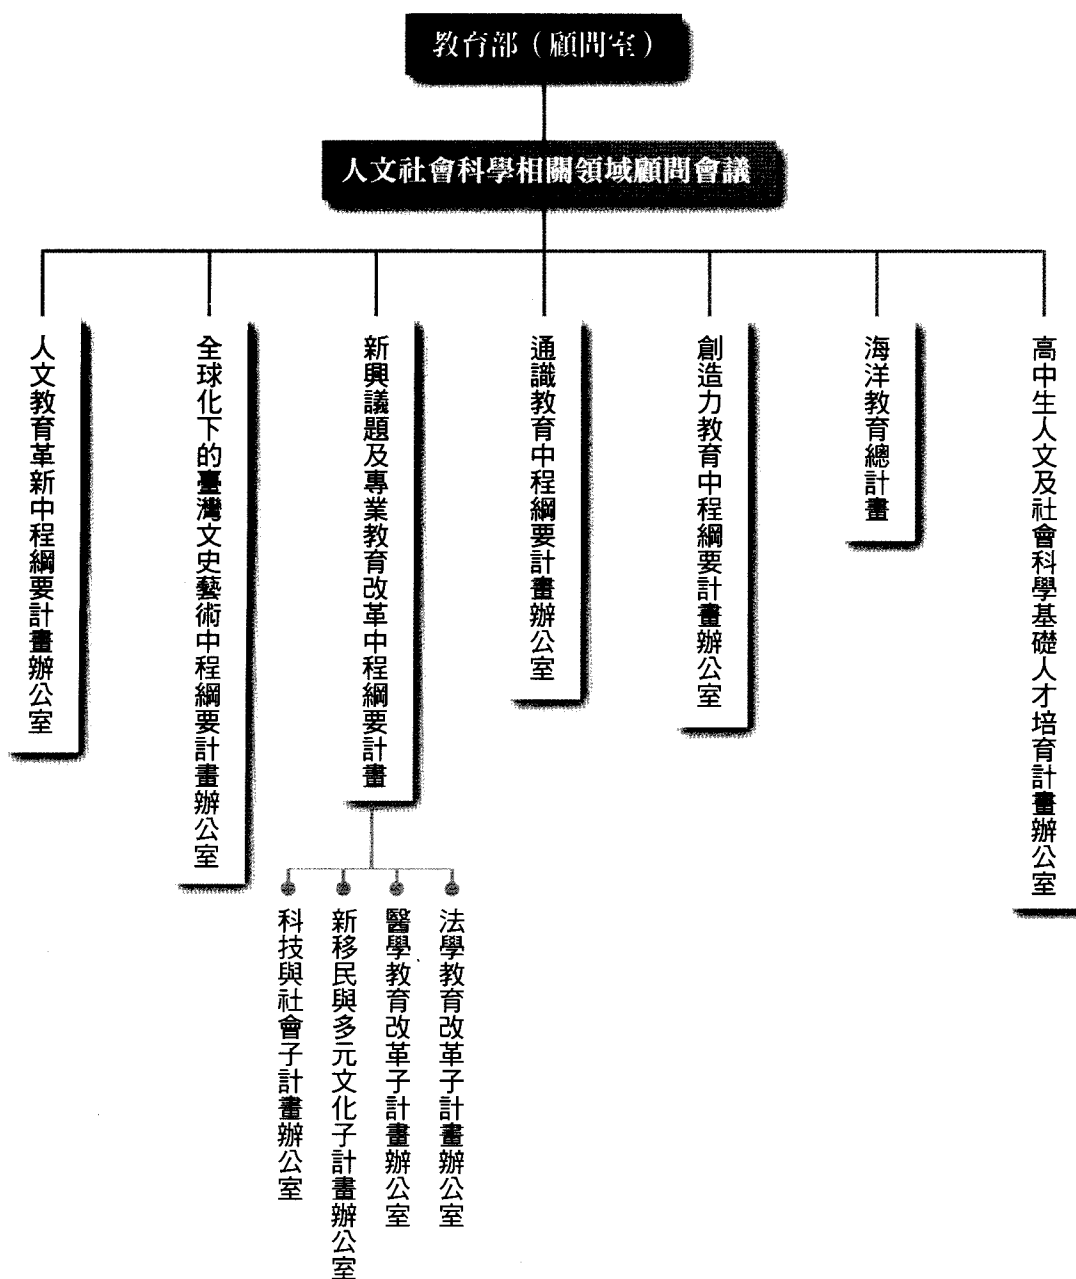 教育部（顧問室）
人文社會科學相關領域顧問會議
人文教育革新中程綱要計畫辦公室
全球化下的臺灣文史藝術中程綱要計畫辦公室
新興議題及專業教育改革中程綱要計畫
通識教育中程綱要計畫辦公室
創造力教育中程綱要計畫辦公室
海洋教育總計畫
高中生人文及社會科學基礎人才培育計畫辦公室
科技與社會子計畫辦公室
新移民與多元文化子計畫辦公室
醫學教育改革子計畫辦公室
法學教育改革子計畫辦公室